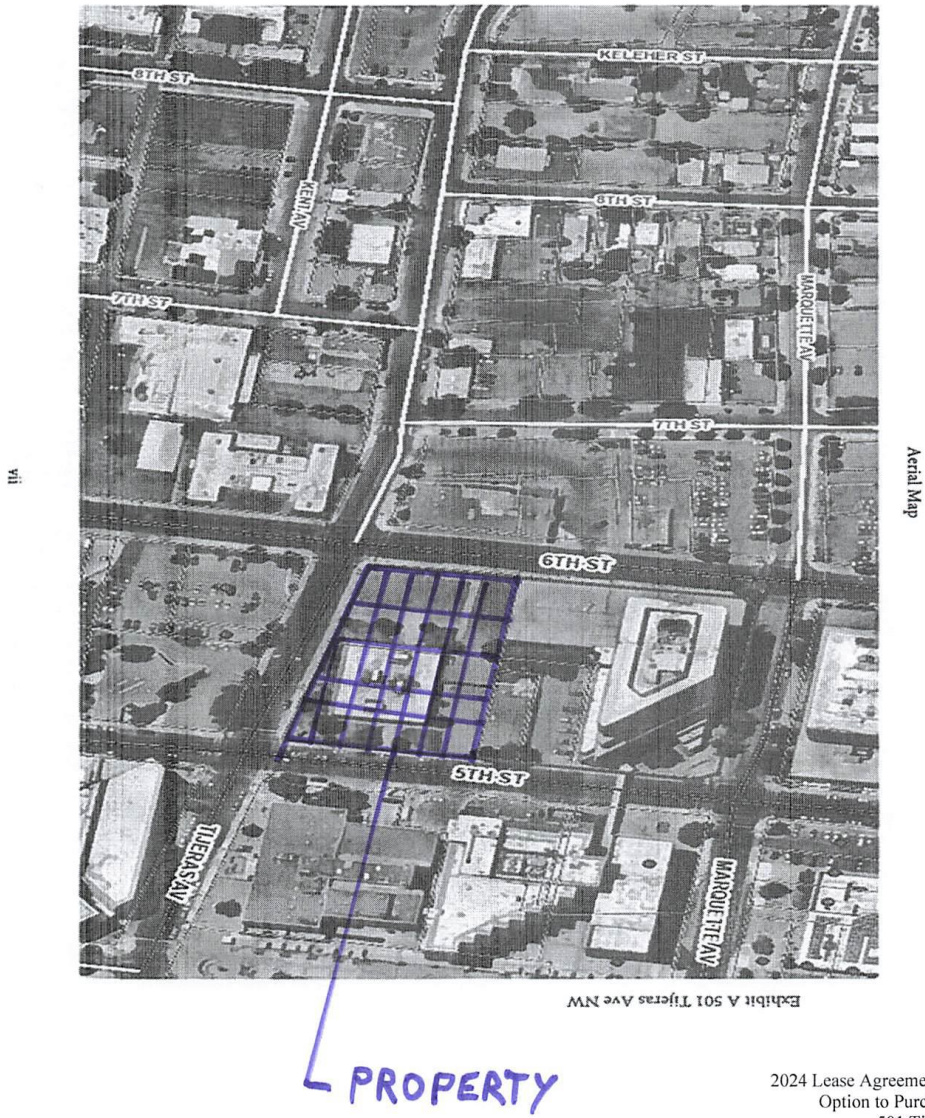 Aerial Map
KELEHER ST
8TH ST
KENT AV
8TH ST
MARQUETTE AV
7TH ST
7TH ST
6TH ST
5TH ST
TIJERAS AV
MARQUETTE AV
vii
Exhibit A 501 Tijeras Ave NW
PROPERTY
2024 Lease Agreeme
Option to Purc